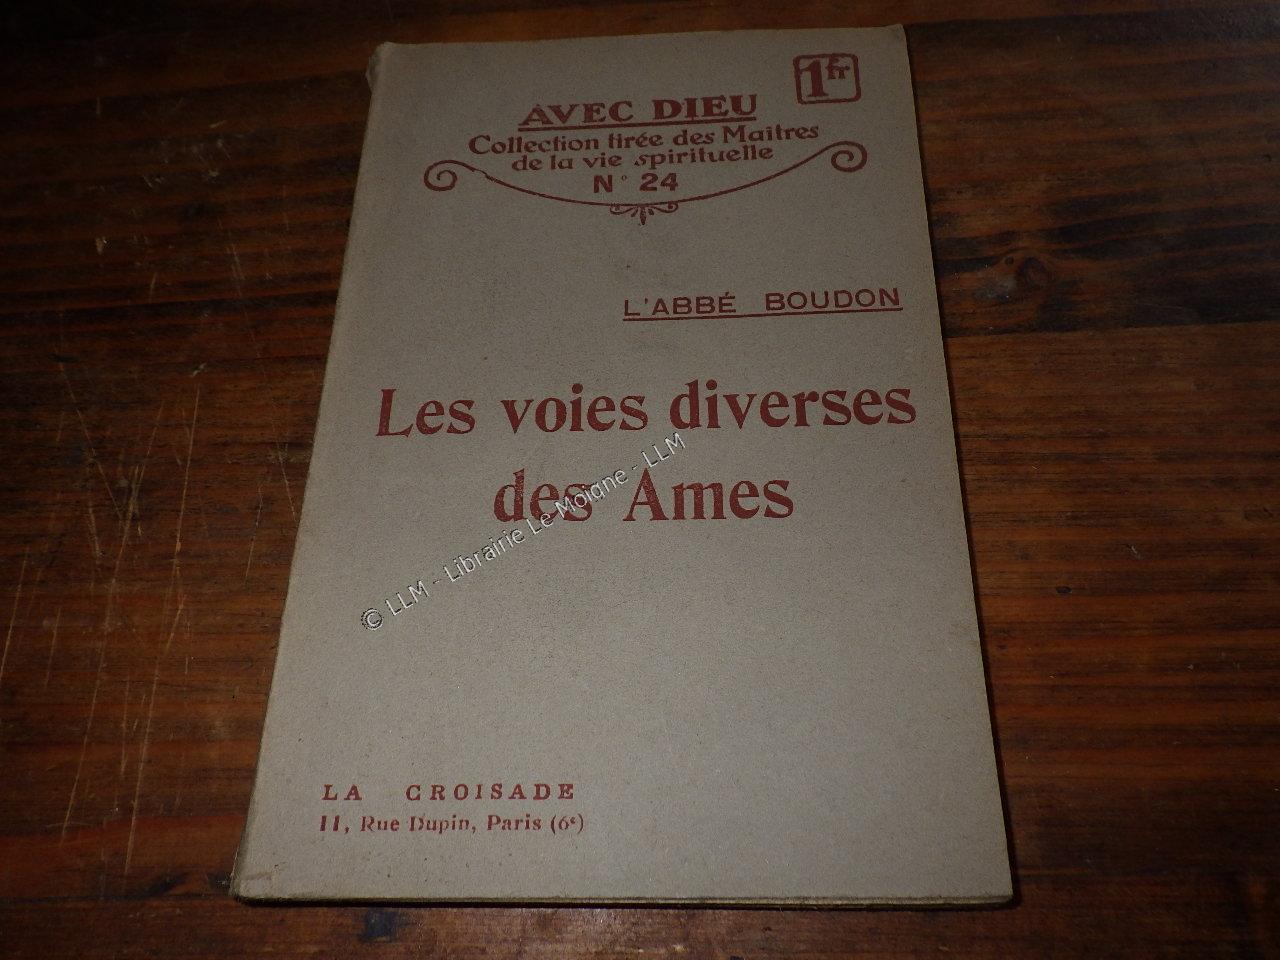 1fr
AVEC DIEU
Collection tirée des Maîtres
de la vie spirituelle
N° 24
L'ABBÉ BOUDON
Les voies diverses
des Ames
© LLM - Librairie Le Moigne - LLM
LA CROISADE
11, Rue Dupin, Paris (6e)